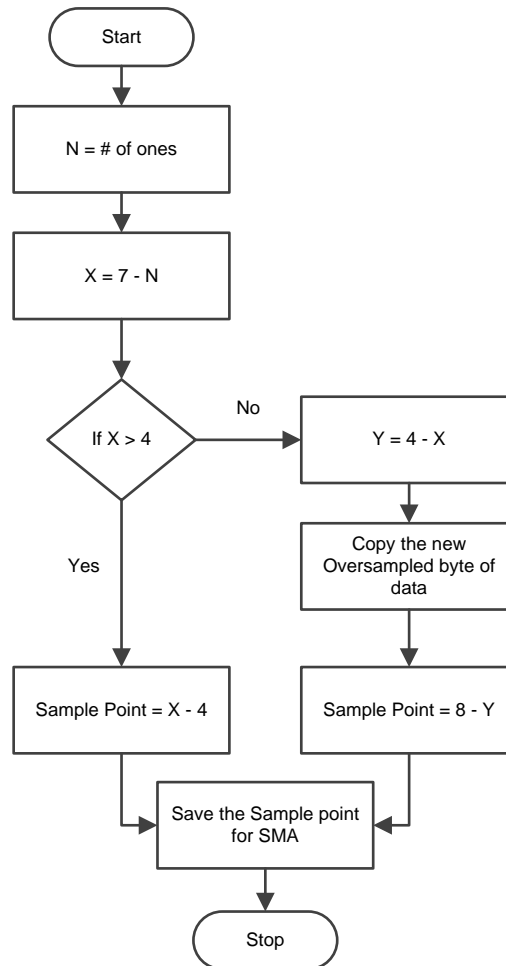 Start
N = # of ones
X = 7 - N
If X > 4
No
Y = 4 - X
Copy the new
Oversampled byte of
data
Yes
Sample Point = X - 4
Sample Point = 8 - Y
Save the Sample point
for SMA
Stop